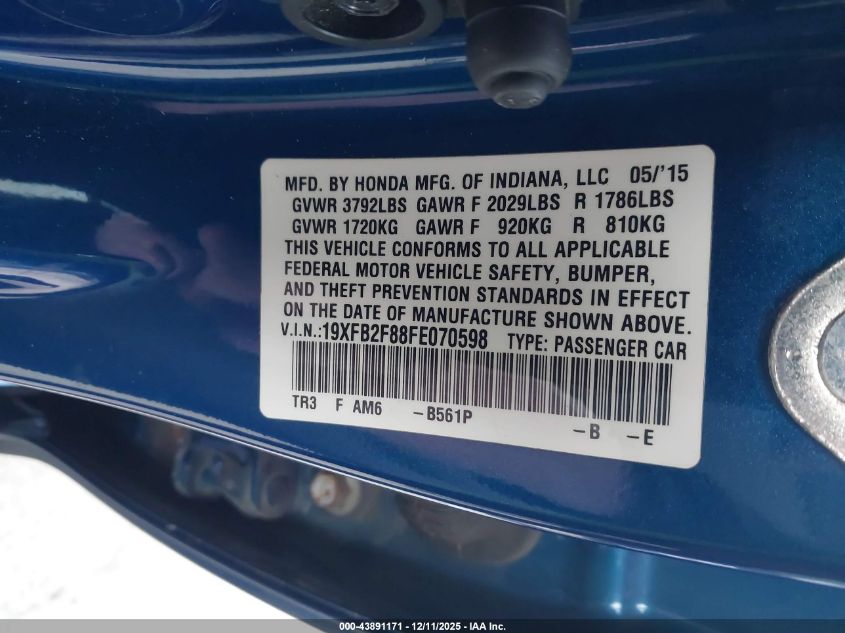 MFD. BY HONDA MFG. OF INDIANA, LLC 05/'15
GVWR 3792LBS GAWR F 2029LBS R 1786LBS
GVWR 1720KG GAWR F 920KG R 810KG
THIS VEHICLE CONFORMS TO ALL APPLICABLE
FEDERAL MOTOR VEHICLE SAFETY, BUMPER,
AND THEFT PREVENTION STANDARDS IN EFFECT
ON THE DATE OF MANUFACTURE SHOWN ABOVE.
V.I.N.:19XFB2F88FE070598 TYPE: PASSENGER CAR
TR3 F AM6 -B561P -B -E
000-43891171 - 12/11/2025 - IAA Inc.